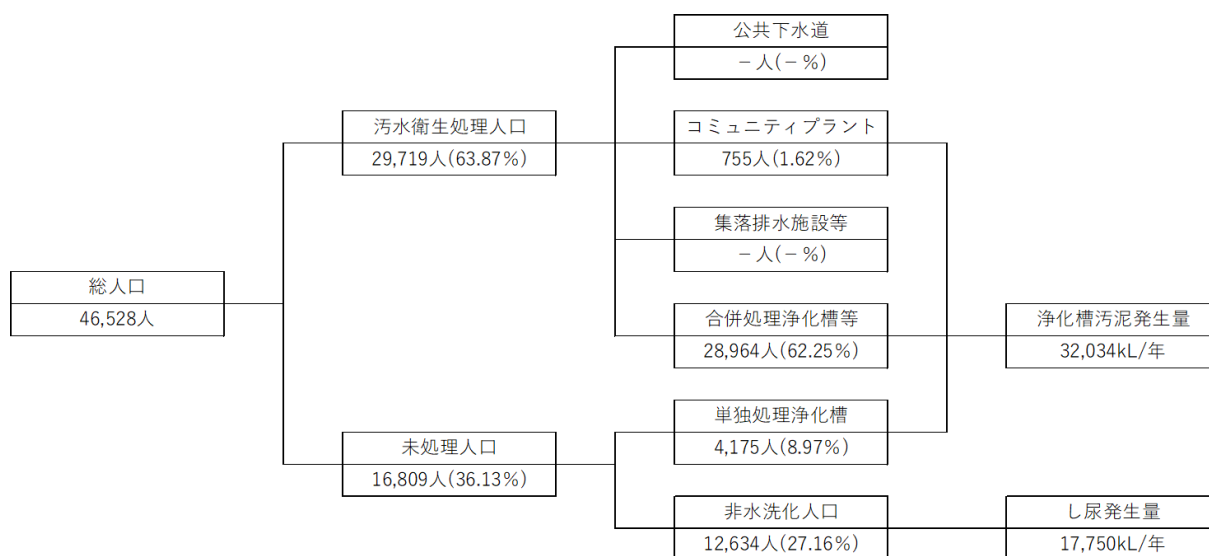 公共下水道
－人(－%)
汚水衛生処理人口
29,719人(63.87%)
コミュニティプラント
755人(1.62%)
集落排水施設等
－人(－%)
総人口
46,528人
合併処理浄化槽等
28,964人(62.25%)
浄化槽汚泥発生量
32,034kL/年
単独処理浄化槽
4,175人(8.97%)
未処理人口
16,809人(36.13%)
非水洗化人口
12,634人(27.16%)
し尿発生量
17,750kL/年